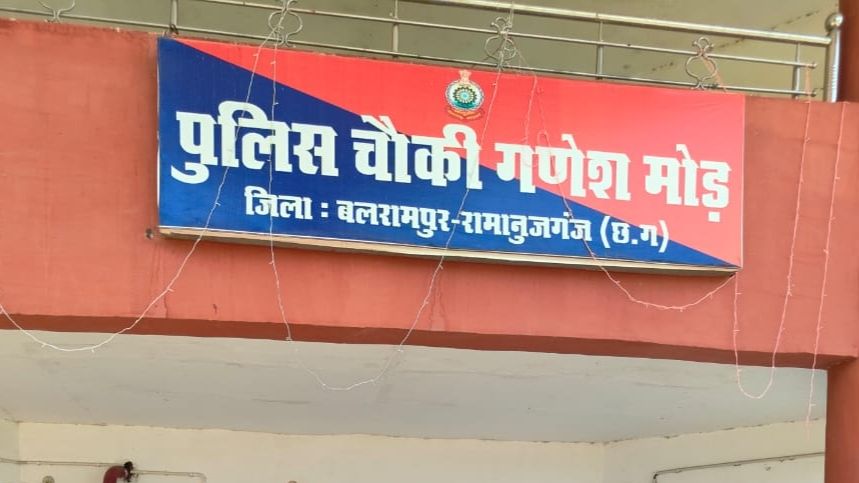 पुलिस चौकी गणेश मोड़
जिला : बलरामपुर-रामानुजगंज (छ.ग)